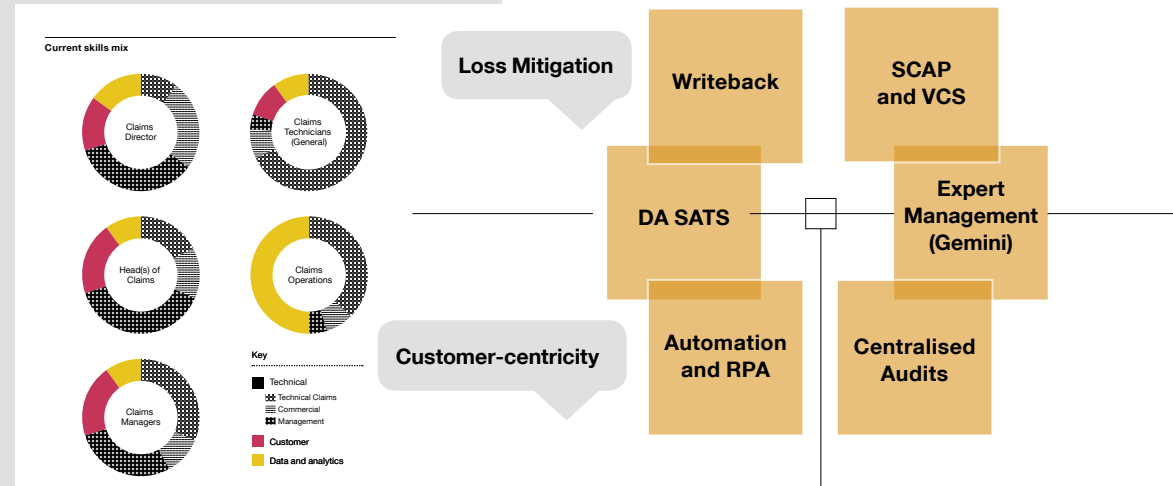 Current skills mix
Claims
Director
Claims
Technicians
(General)
Head(s) of
Claims
Claims
Operations
Claims
Managers
Key
Technical
Technical Claims
Commercial
Management
Customer
Data and analytics
Loss Mitigation
Customer-centricity
Writeback
SCAP
and VCS
DA SATS
Expert
Management
(Gemini)
Automation
and RPA
Centralised
Audits